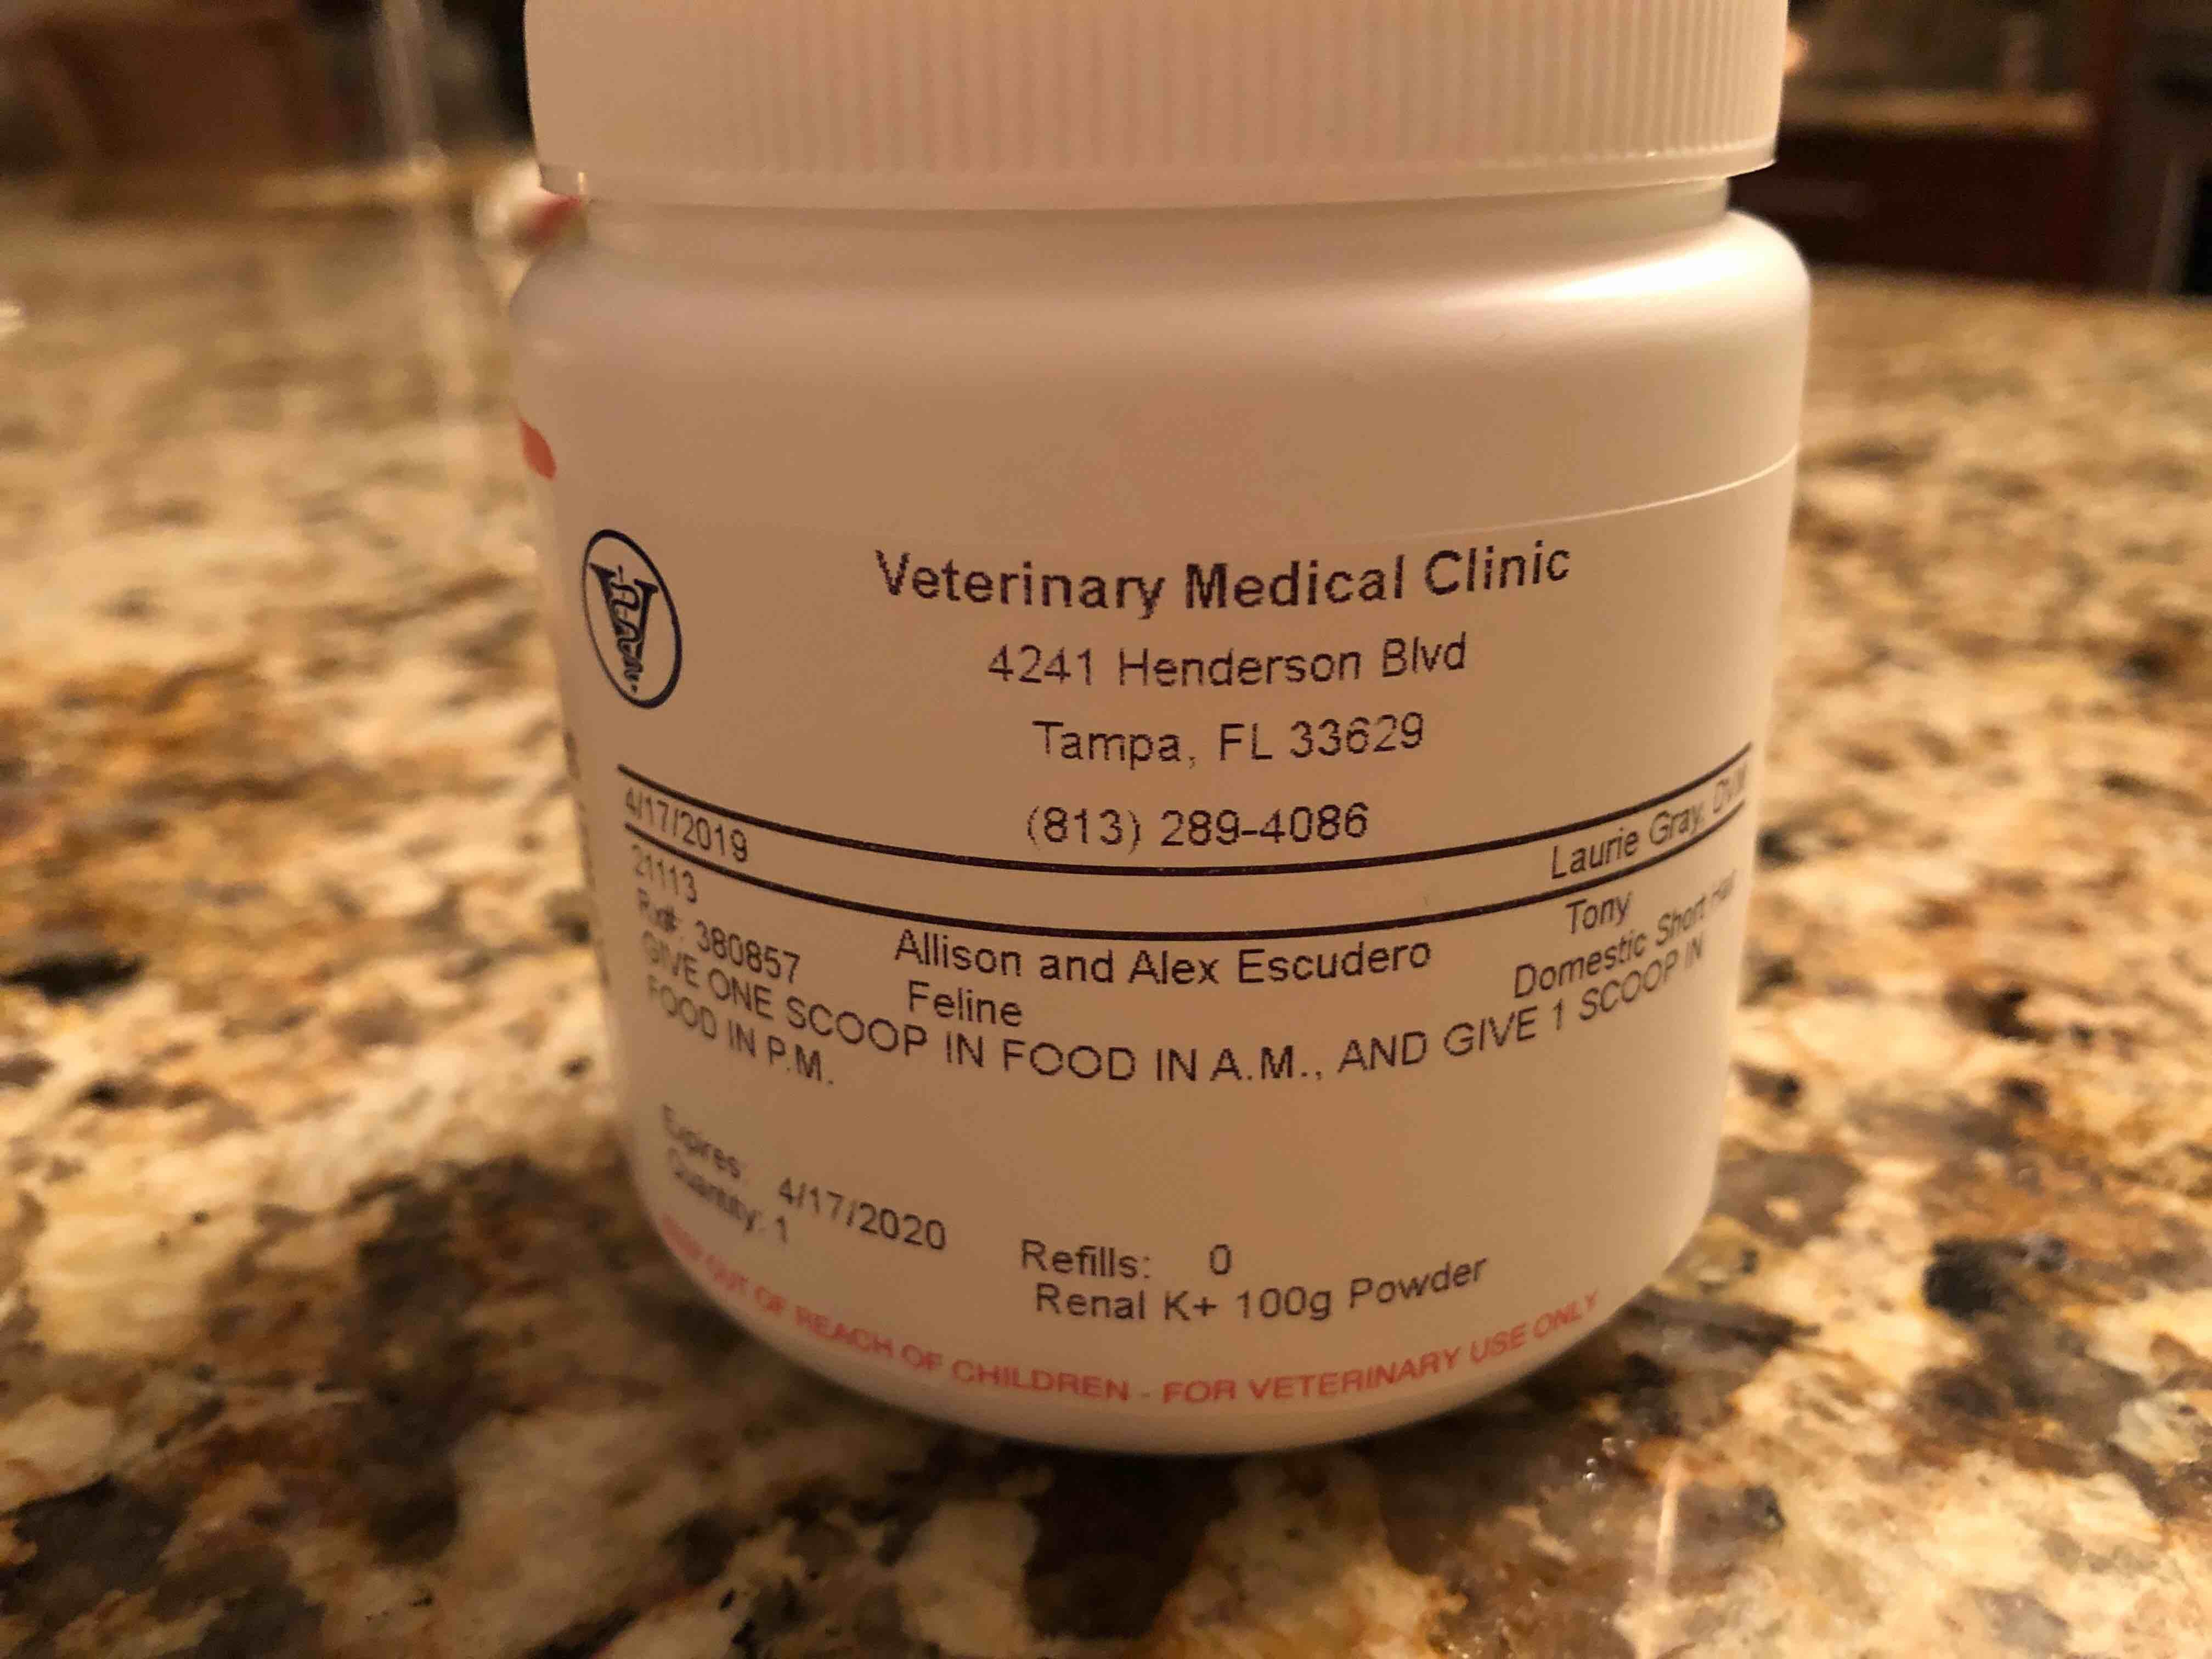 Veterinary Medical Clinic
4241 Henderson Blvd
Tampa, FL 33629
(813) 289-4086
4/17/2019 Laurie Gray, DVM
21113 Allison and Alex Escudero Tony
Rx#: 380857 Feline Domestic Short Hair
GIVE ONE SCOOP IN FOOD IN A.M., AND GIVE 1 SCOOP IN
FOOD IN P.M.
Expires: 4/17/2020 Refills: 0
Quantity: 1 Renal K+ 100g Powder
KEEP OUT OF REACH OF CHILDREN - FOR VETERINARY USE ONLY